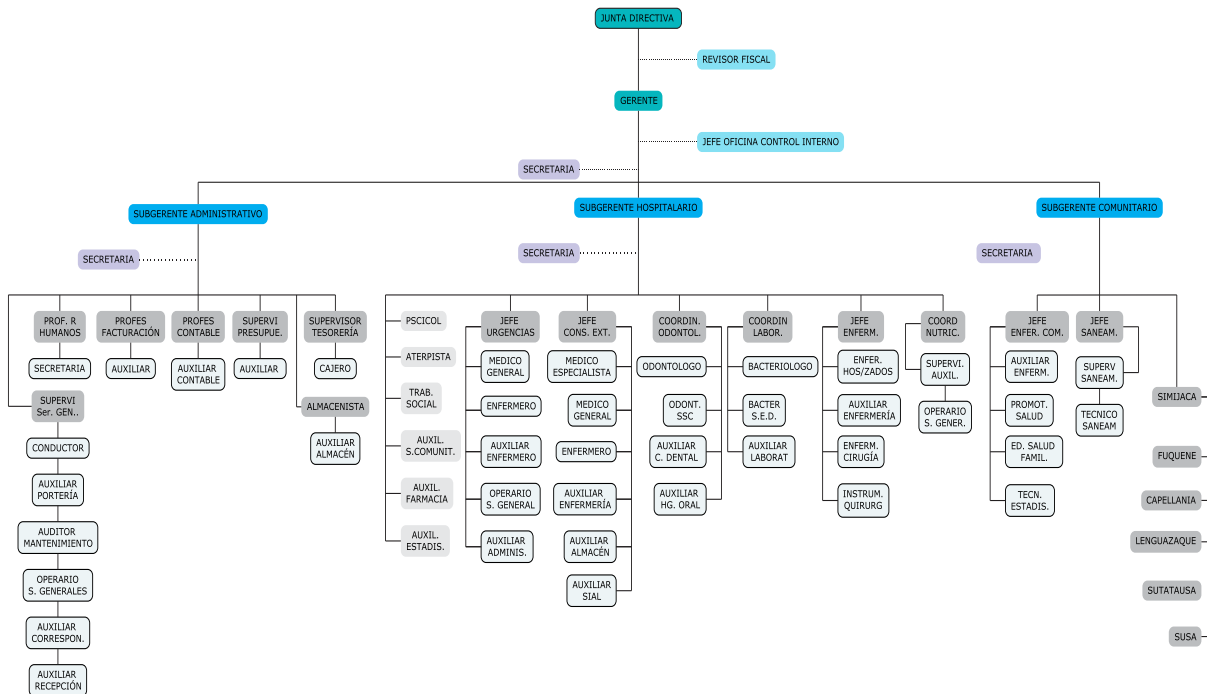 JUNTA DIRECTIVA
REVISOR FISCAL
GERENTE
JEFE OFICINA CONTROL INTERNO
SECRETARIA
SUBGERENTE ADMINISTRATIVO
SUBGERENTE HOSPITALARIO
SUBGERENTE COMUNITARIO
SECRETARIA
SECRETARIA
SECRETARIA
PROF. R
HUMANOS
PROFES
FACTURACIÓN
PROFES
CONTABLE
SUPERVI
PRESUPUE.
SUPERVISOR
TESORERÍA
SECRETARIA
AUXILIAR
AUXILIAR
CONTABLE
AUXILIAR
CAJERO
SUPERVI
Ser. GEN..
ALMACENISTA
CONDUCTOR
AUXILIAR
ALMACÉN
AUXILIAR
PORTERÍA
AUDITOR
MANTENIMIENTO
OPERARIO
S. GENERALES
AUXILIAR
CORRESPON.
AUXILIAR
RECEPCIÓN
PSCICOL
ATERPISTA
TRAB.
SOCIAL
AUXIL.
S.COMUNIT.
AUXIL.
FARMACIA
AUXIL.
ESTADIS.
JEFE
URGENCIAS
MEDICO
GENERAL
ENFERMERO
AUXILIAR
ENFERMERO
OPERARIO
S. GENERAL
AUXILIAR
ADMINIS.
JEFE
CONS. EXT.
MEDICO
ESPECIALISTA
MEDICO
GENERAL
ENFERMERO
AUXILIAR
ENFERMERÍA
AUXILIAR
ALMACÉN
AUXILIAR
SIAL
COORDIN.
ODONTOL.
ODONTOLOGO
ODONT.
SSC
AUXILIAR
C. DENTAL
AUXILIAR
HG. ORAL
COORDIN
LABOR.
BACTERIOLOGO
BACTER
S.E.D.
AUXILIAR
LABORAT
JEFE
ENFERM.
ENFER.
HOS/ZADOS
AUXILIAR
ENFERMERÍA
ENFERM.
CIRUGÍA
INSTRUM.
QUIRURG
COORD
NUTRIC.
SUPERVI.
AUXIL.
OPERARIO
S. GENER.
JEFE
ENFER. COM.
AUXILIAR
ENFERM.
PROMOT.
SALUD
ED. SALUD
FAMIL.
TECN.
ESTADIS.
JEFE
SANEAM.
SUPERV
SANEAM.
TECNICO
SANEAM
SIMIJACA
FUQUENE
CAPELLANIA
LENGUAZAQUE
SUTATAUSA
SUSA